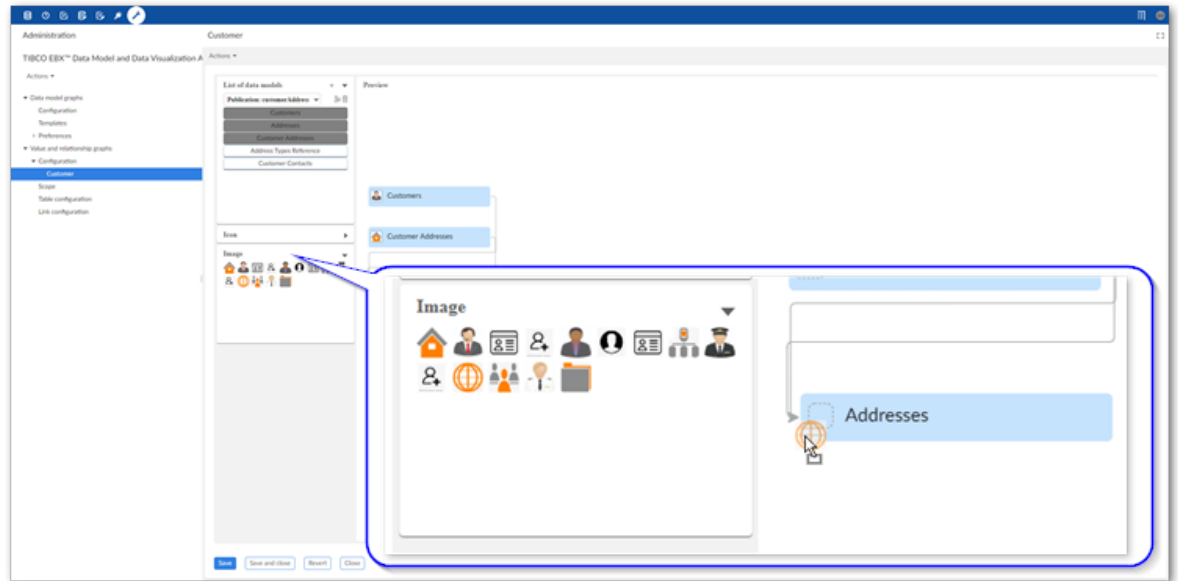 Administration
Customer
TIBCO EBX™ Data Model and Data Visualization A
Actions
Actions
List of data models
Preview
Publication: customerAddress
Data model graphs
Configuration
Templates
Preferences
Value and relationship graphs
Configuration
Customer
Scope
Table configuration
Link configuration
Customers
Addresses
Customer Addresses
Address Types Reference
Customer Contacts
Customers
Customer Addresses
Icon
Image
Image
Addresses
Save
Save and close
Revert
Close